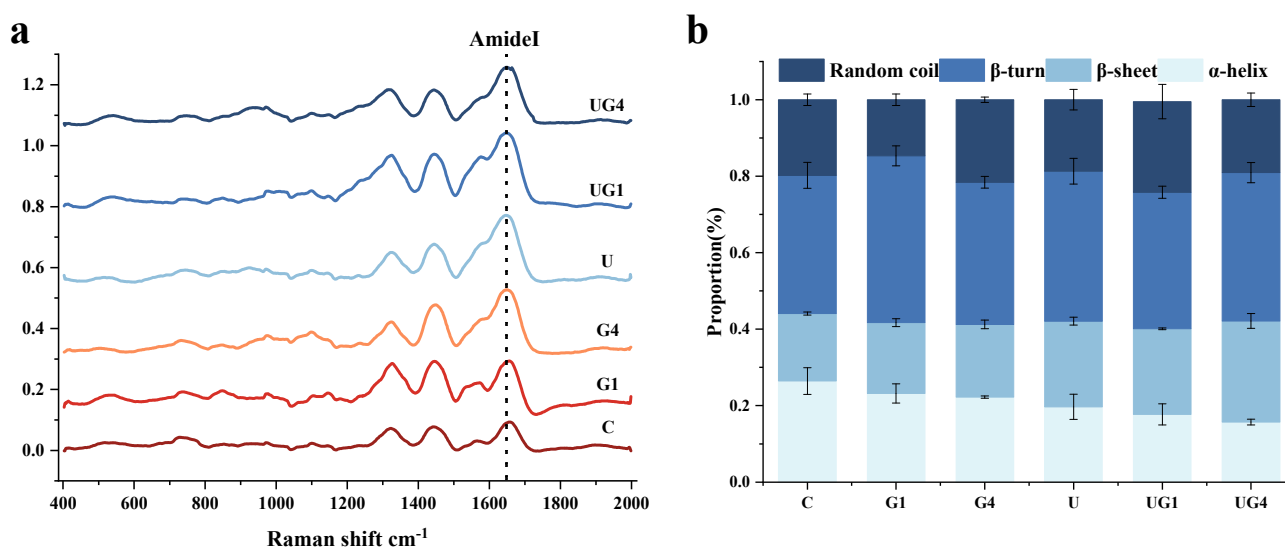 a
AmideI
1.2
1.0
0.8
0.6
0.4
0.2
0.0
UG4
UG1
U
G4
G1
C
400 600 800 1000 1200 1400 1600 1800 2000
Raman shift cm⁻¹
b
Random coil β-turn β-sheet α-helix
Proportion(%)
1.0
0.8
0.6
0.4
0.2
0.0
C G1 G4 U UG1 UG4